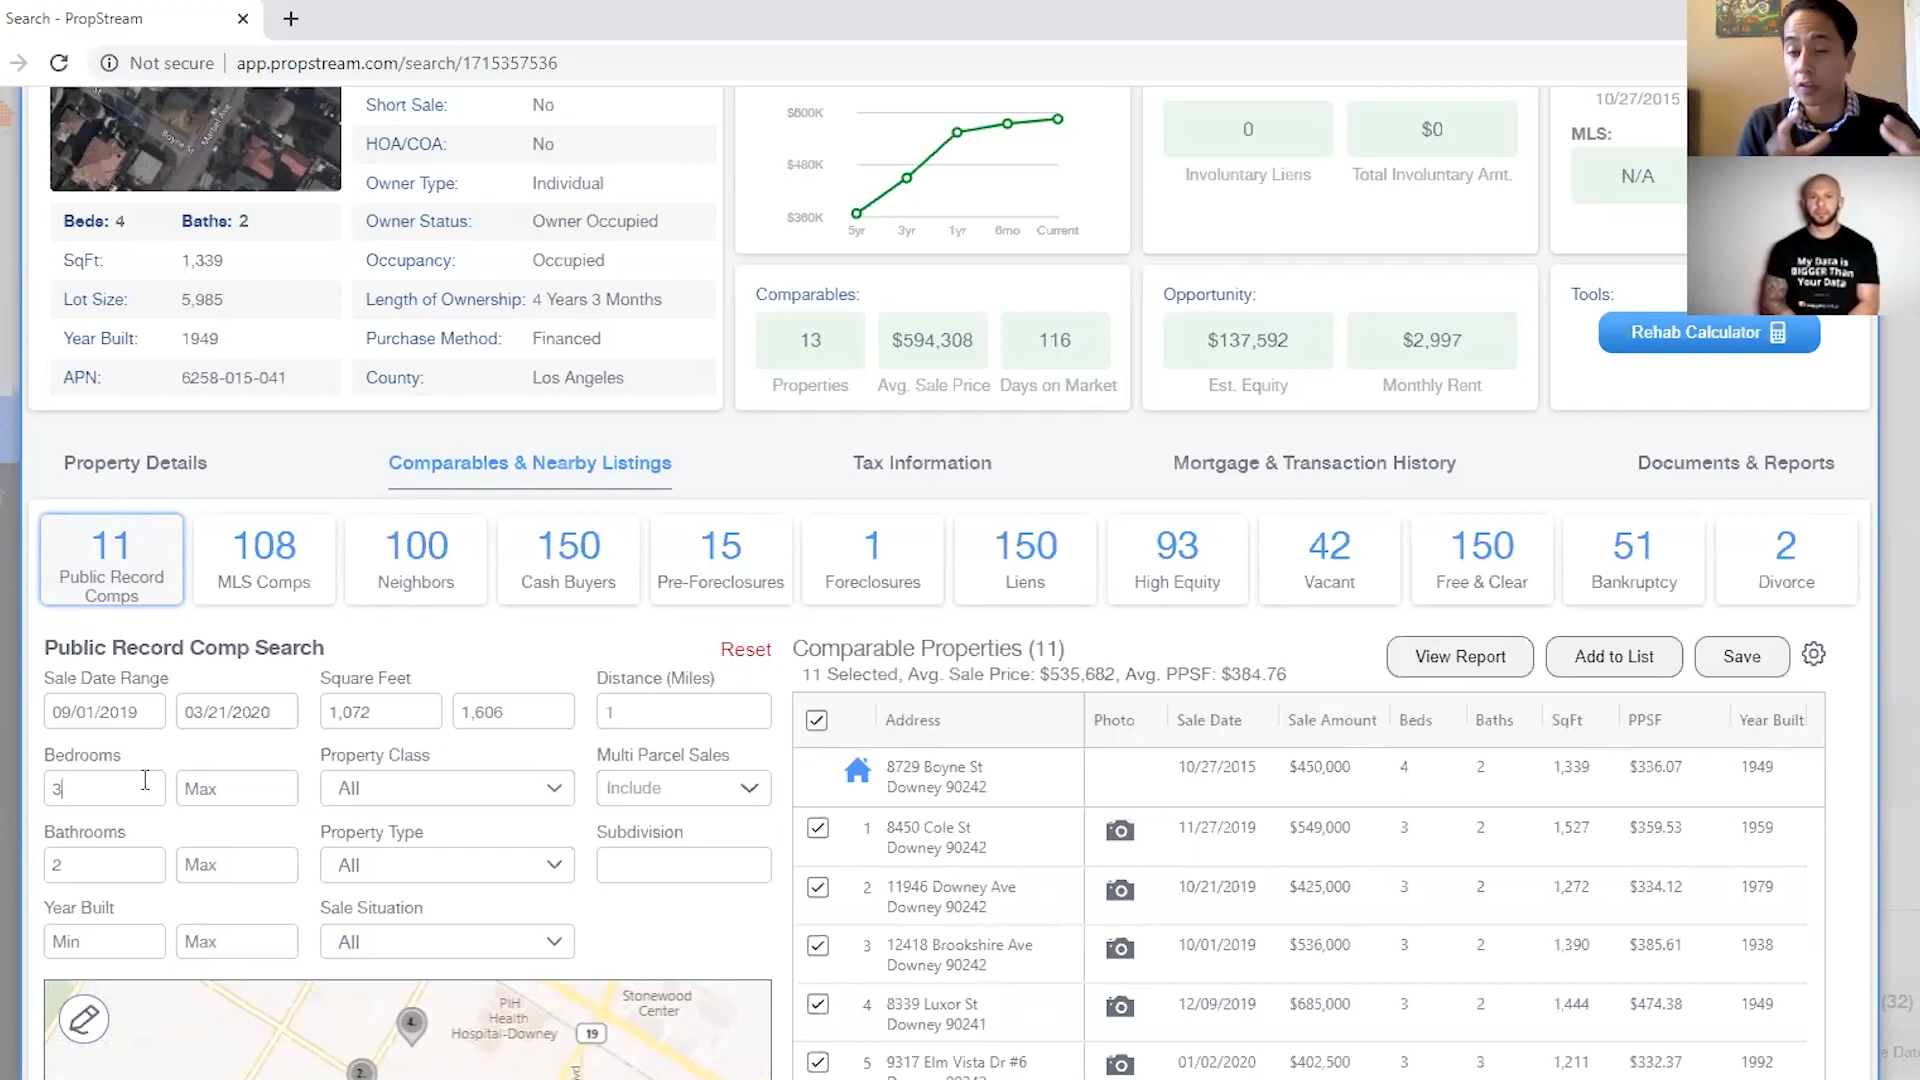 Search - PropStream
Not secure
app.propstream.com/search/1715357536
Boyne St
Beds: 4 Baths: 2
SqFt: 1,339
Lot Size: 5,985
Year Built: 1949
APN: 6258-015-041
Short Sale: No
HOA/COA: No
Owner Type: Individual
Owner Status: Owner Occupied
Occupancy: Occupied
Length of Ownership: 4 Years 3 Months
Purchase Method: Financed
County: Los Angeles
$600K
$480K
$360K
5yr 3yr 1yr 6mo Current
Comparables:
13 $594,308 116
Properties Avg. Sale Price Days on Market
0 $0
Involuntary Liens Total Involuntary Amt.
Opportunity:
$137,592 $2,997
Est. Equity Monthly Rent
10/27/2015
MLS:
N/A
Tools:
Rehab Calculator
My Data is
BIGGER Than
Your Data
Property Details Comparables & Nearby Listings Tax Information Mortgage & Transaction History Documents & Reports
11 108 100 150 15 1 150 93 42 150 51 2
Public Record Comps MLS Comps Neighbors Cash Buyers Pre-Foreclosures Foreclosures Liens High Equity Vacant Free & Clear Bankruptcy Divorce
Public Record Comp Search Reset
Sale Date Range Square Feet Distance (Miles)
09/01/2019 03/21/2020 1,072 1,606 1
Bedrooms Property Class Multi Parcel Sales
3 Max All Include
Bathrooms Property Type Subdivision
2 Max All
Year Built Sale Situation
Min Max All
PIH
Health
Hospital-Downey
Stonewood
Center
19
4
2
Comparable Properties (11)
11 Selected, Avg. Sale Price: $535,682, Avg. PPSF: $384.76
View Report Add to List Save
Address Photo Sale Date Sale Amount Beds Baths SqFt PPSF Year Built
8729 Boyne St 10/27/2015 $450,000 4 2 1,339 $336.07 1949
Downey 90242
1 8450 Cole St 11/27/2019 $549,000 3 2 1,527 $359.53 1959
Downey 90242
2 11946 Downey Ave 10/21/2019 $425,000 3 2 1,272 $334.12 1979
Downey 90242
3 12418 Brookshire Ave 10/01/2019 $536,000 3 2 1,390 $385.61 1938
Downey 90242
4 8339 Luxor St 12/09/2019 $685,000 3 2 1,444 $474.38 1949
Downey 90241
5 9317 Elm Vista Dr #6 01/02/2020 $402,500 3 3 1,211 $332.37 1992
(32)